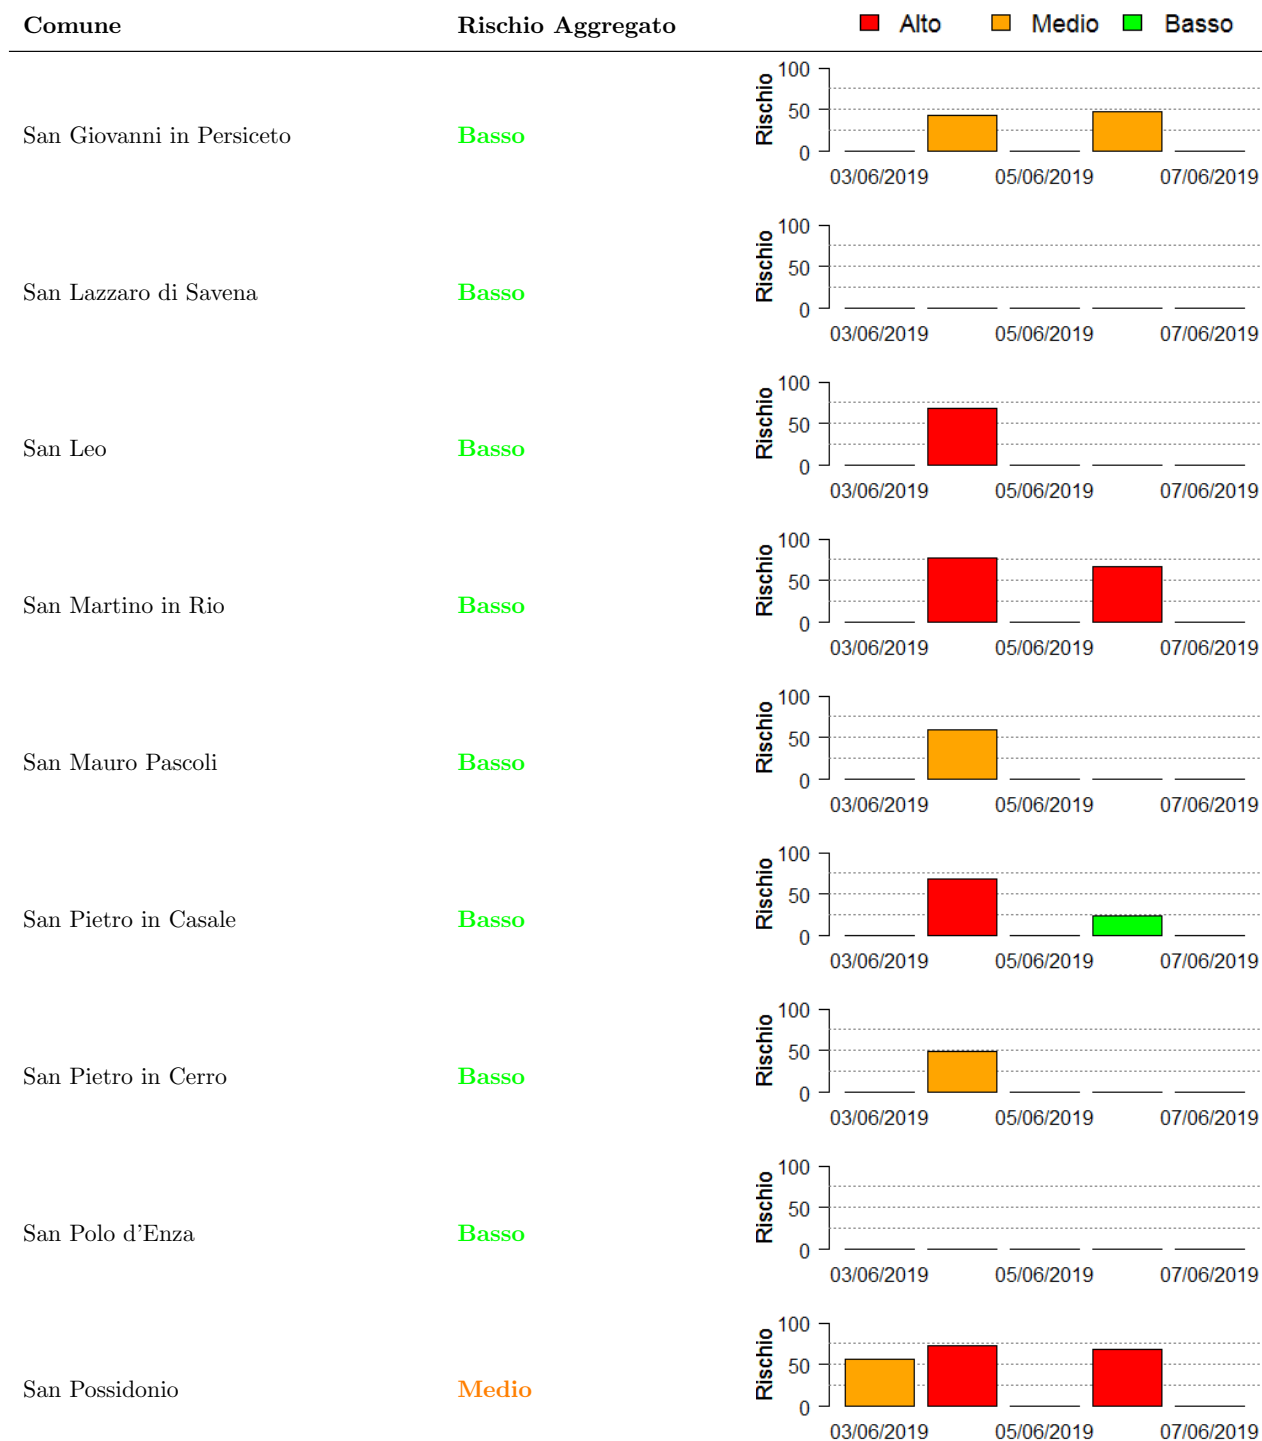 Comune Rischio Aggregato Alto Medio Basso
100
50
0
Rischio
San Giovanni in Persiceto Basso
03/06/2019 05/06/2019 07/06/2019
100
50
0
Rischio
San Lazzaro di Savena Basso
03/06/2019 05/06/2019 07/06/2019
100
50
0
Rischio
San Leo Basso
03/06/2019 05/06/2019 07/06/2019
100
50
0
Rischio
San Martino in Rio Basso
03/06/2019 05/06/2019 07/06/2019
100
50
0
Rischio
San Mauro Pascoli Basso
03/06/2019 05/06/2019 07/06/2019
100
50
0
Rischio
San Pietro in Casale Basso
03/06/2019 05/06/2019 07/06/2019
100
50
0
Rischio
San Pietro in Cerro Basso
03/06/2019 05/06/2019 07/06/2019
100
50
0
Rischio
San Polo d'Enza Basso
03/06/2019 05/06/2019 07/06/2019
100
50
0
Rischio
San Possidonio Medio
03/06/2019 05/06/2019 07/06/2019